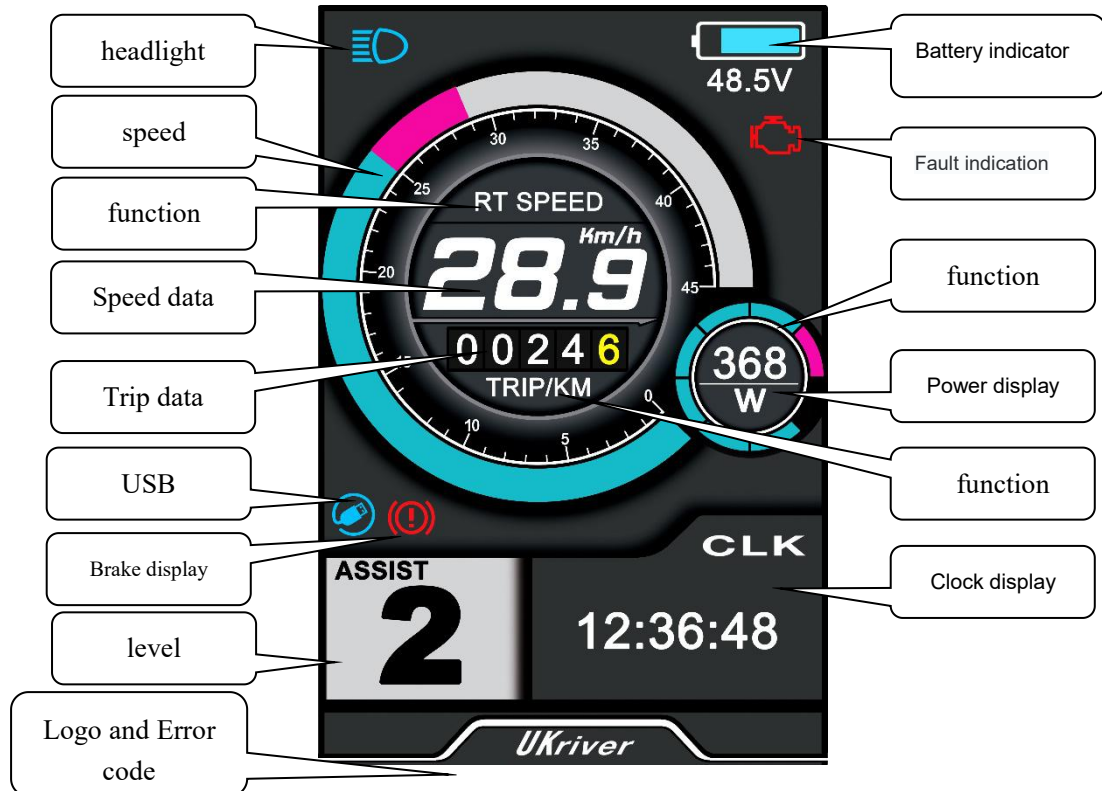 headlight
speed
function
Speed data
Trip data
USB
Brake display
level
Logo and Error
code
48.5V
RT SPEED
Km/h
28.9
00246
TRIP/KM
0
5
10
15
20
25
30
35
40
45
368
W
CLK
12:36:48
ASSIST
2
UKriver
Battery indicator
Fault indication
function
Power display
function
Clock display